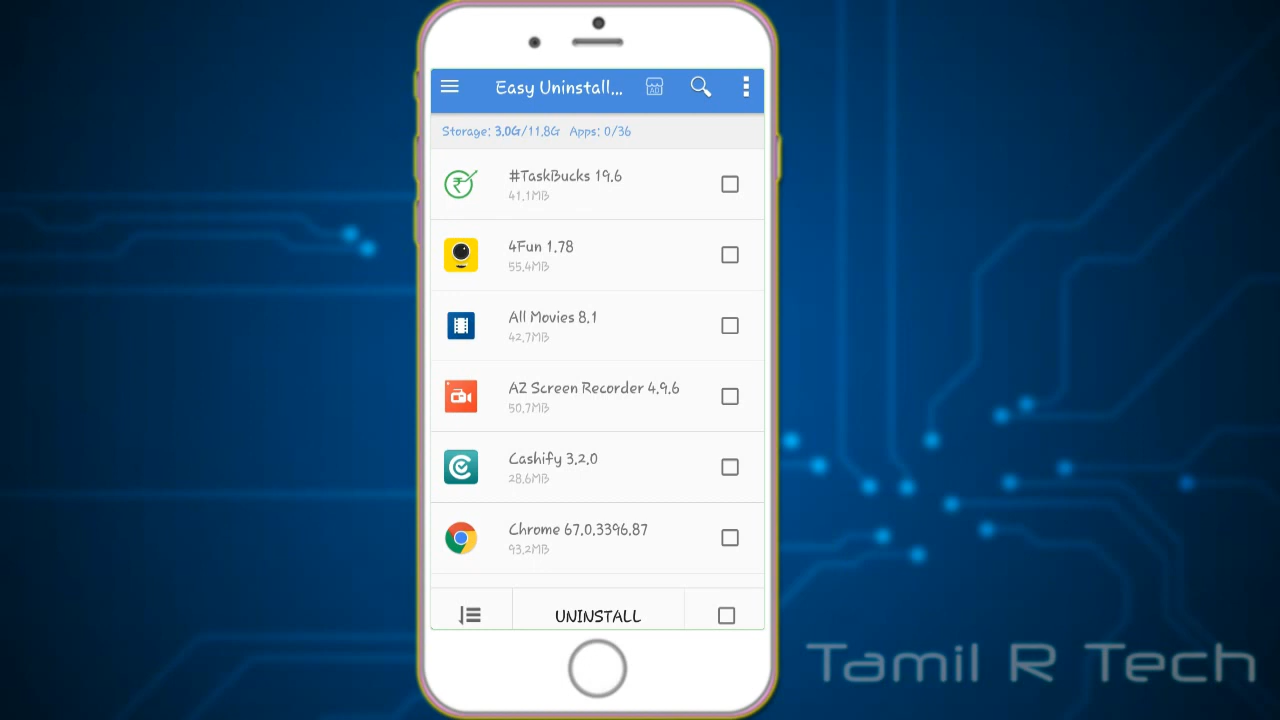 Easy Uninstall...
AD
Storage: 3.0G/11.8G Apps: 0/36
#TaskBucks 19.6
41.1MB
4Fun 1.78
55.4MB
All Movies 8.1
42.7MB
AZ Screen Recorder 4.9.6
50.7MB
Cashify 3.2.0
28.6MB
Chrome 67.0.3396.87
93.2MB
UNINSTALL
Tamil R Tech